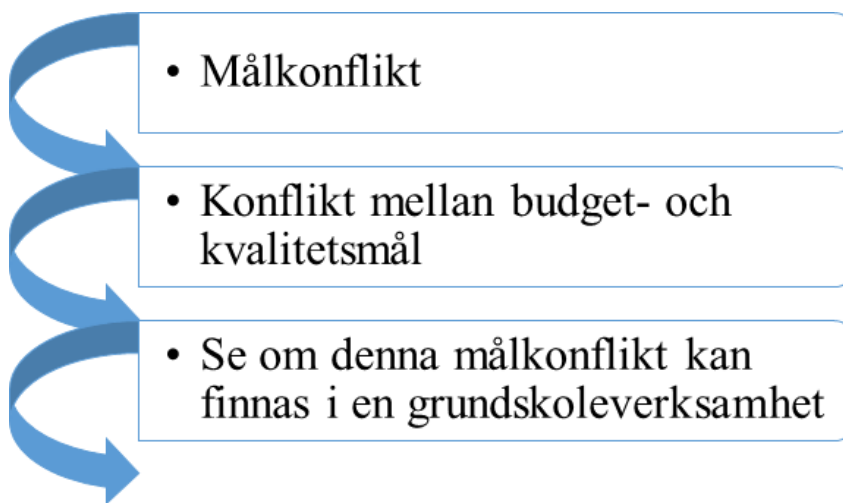 • Målkonflikt
• Konflikt mellan budget- och
kvalitetsmål
• Se om denna målkonflikt kan
finnas i en grundskoleverksamhet